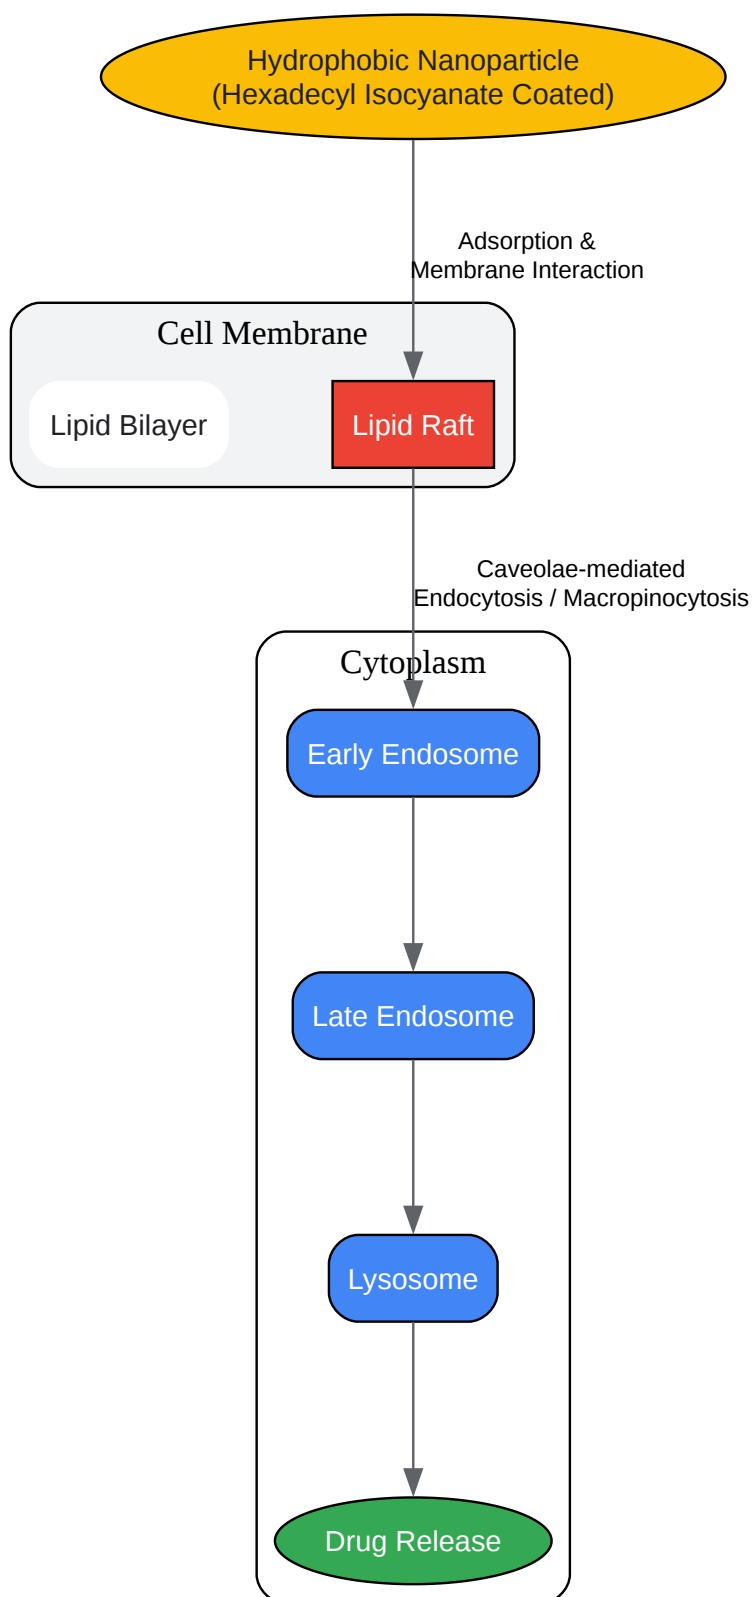 Hydrophobic Nanoparticle
(Hexadecyl Isocyanate Coated)
Adsorption &
Membrane Interaction
Cell Membrane
Lipid Bilayer
Lipid Raft
Caveolae-mediated
Endocytosis / Macropinocytosis
Cytoplasm
Early Endosome
Late Endosome
Lysosome
Drug Release